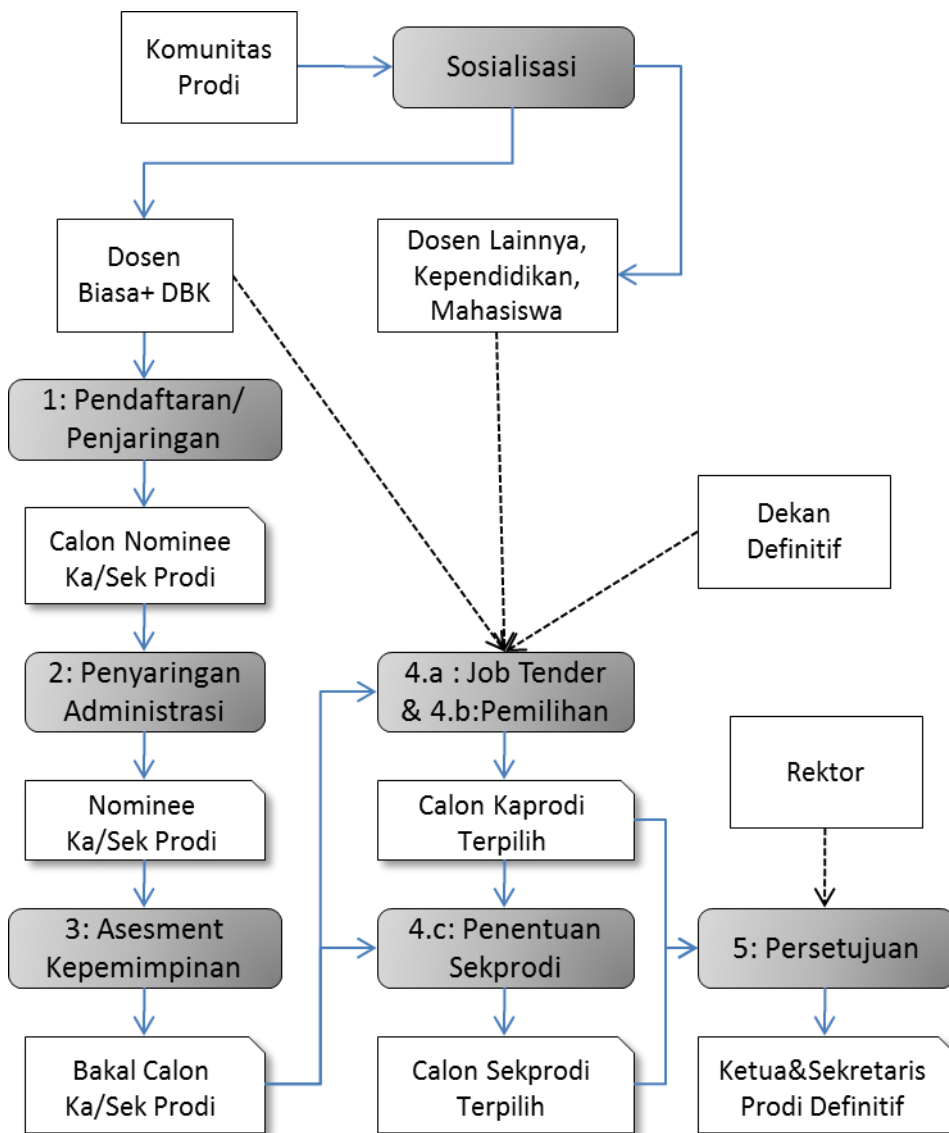 Komunitas
Prodi
Sosialisasi
Dosen
Biasa+ DBK
Dosen Lainnya,
Kependidikan,
Mahasiswa
1: Pendaftaran/
Penjaringan
Calon Nominee
Ka/Sek Prodi
Dekan
Definitif
2: Penyaringan
Administrasi
4.a : Job Tender
& 4.b:Pemilihan
Nominee
Ka/Sek Prodi
Calon Kaprodi
Terpilih
Rektor
3: Asesment
Kepemimpinan
4.c: Penentuan
Sekprodi
5: Persetujuan
Bakal Calon
Ka/Sek Prodi
Calon Sekprodi
Terpilih
Ketua&Sekretaris
Prodi Definitif